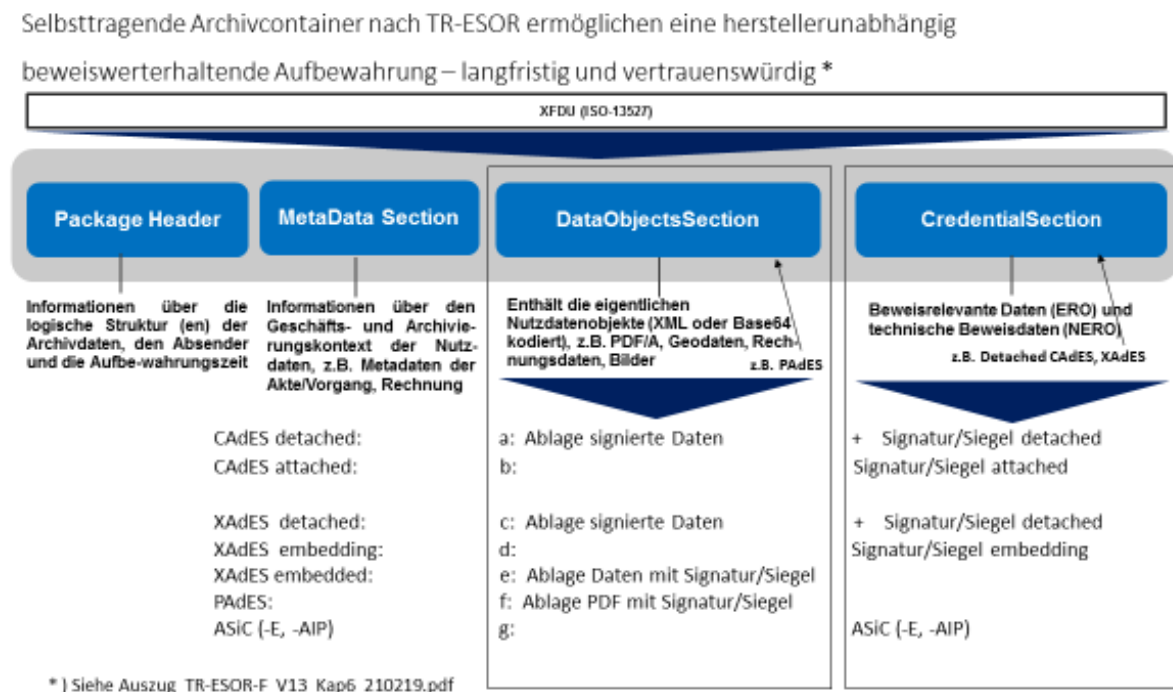 Selbsttragende Archivcontainer nach TR-ESOR ermöglichen eine herstellerunabhängig
beweiswerterhaltende Aufbewahrung – langfristig und vertrauenswürdig *
XFDU (ISO-13527)
Package Header
MetaData Section
DataObjectsSection
CredentialSection
Informationen über die
logische Struktur (en) der
Archivdaten, den Absender
und die Aufbe-wahrungszeit
Informationen über den
Geschäfts- und Archivie-
rungskontext der Nutz-
daten, z.B. Metadaten der
Akte/Vorgang, Rechnung
Enthält die eigentlichen
Nutzdatenobjekte (XML oder Base64
kodiert), z.B. PDF/A, Geodaten, Rech-
nungsdaten, Bilder
z.B. PAdES
Beweisrelevante Daten (ERO) und
technische Beweisdaten (NERO)
z.B. Detached CAdES, XAdES
CAdES detached: a: Ablage signierte Daten + Signatur/Siegel detached
CAdES attached: b: Signatur/Siegel attached
XAdES detached: c: Ablage signierte Daten + Signatur/Siegel detached
XAdES embedding: d: Signatur/Siegel embedding
XAdES embedded: e: Ablage Daten mit Signatur/Siegel
PAdES: f: Ablage PDF mit Signatur/Siegel
ASiC (-E, -AIP) g: ASiC (-E, -AIP)
* ) Siehe Auszug TR-ESOR-F V13 Kap6 210219.pdf